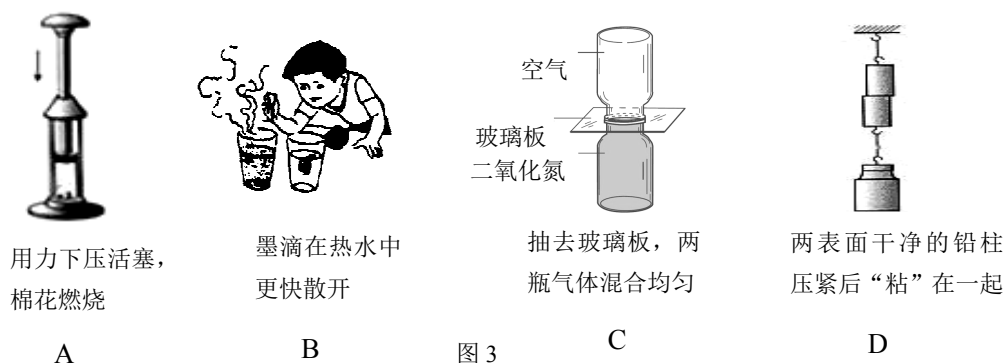 空气
玻璃板
二氧化氮
用力下压活塞，
棉花燃烧
墨滴在热水中
更快散开
抽去玻璃板，两
瓶气体混合均匀
两表面干净的铅柱
压紧后“粘”在一起
A
B
图 3
C
D